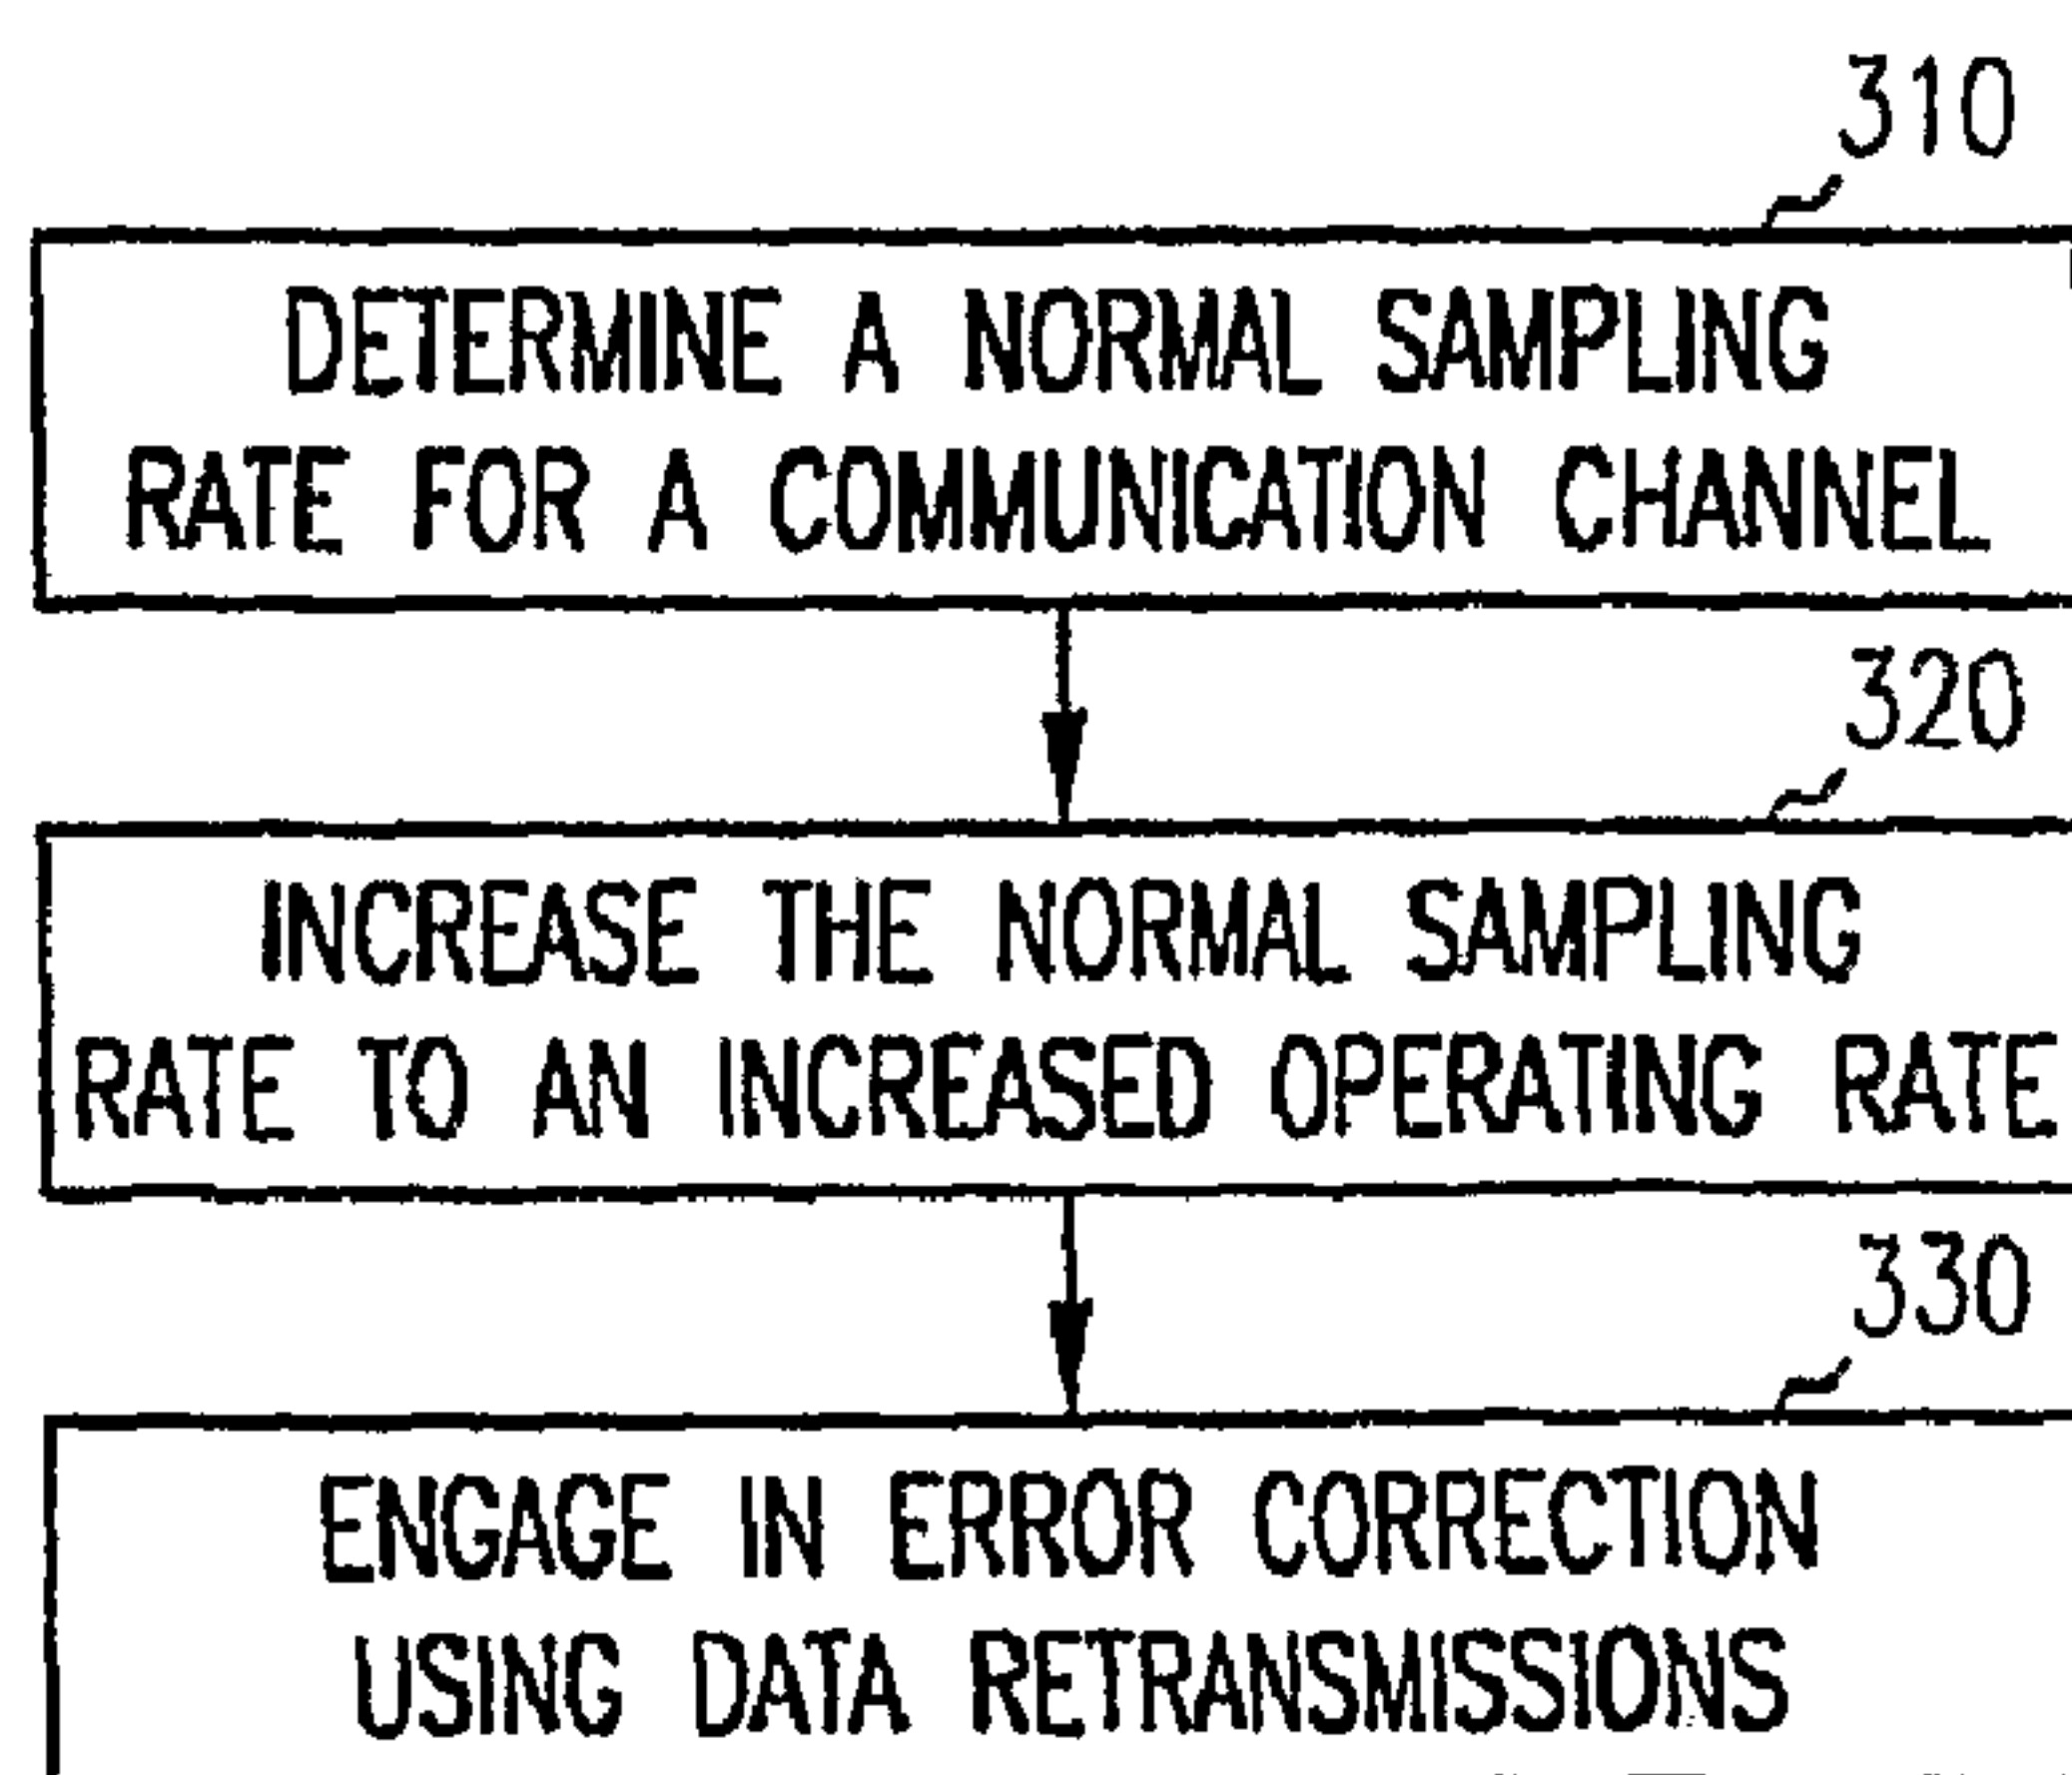 310
DETERMINE A NORMAL SAMPLING
RATE FOR A COMMUNICATION CHANNEL
320
INCREASE THE NORMAL SAMPLING
RATE TO AN INCREASED OPERATING RATE
330
ENGAGE IN ERROR CORRECTION
USING DATA RETRANSMISSIONS